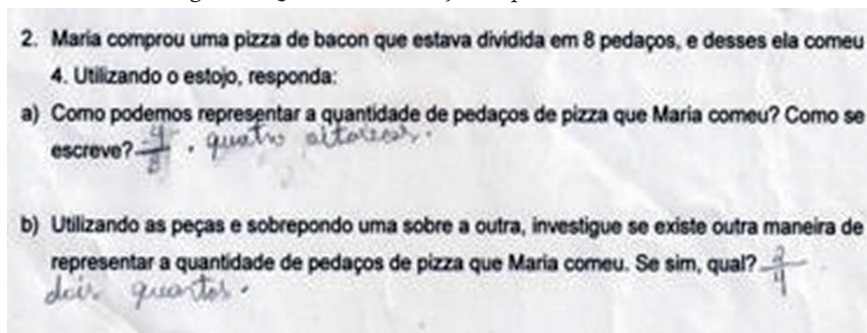 2. Maria comprou uma pizza de bacon que estava dividida em 8 pedaços, e desses ela comeu
4. Utilizando o estojo, responda:
a) Como podemos representar a quantidade de pedaços de pizza que Maria comeu? Como se
escreve? 4/8 . quatro oitavos.
b) Utilizando as peças e sobrepondo uma sobre a outra, investigue se existe outra maneira de
representar a quantidade de pedaços de pizza que Maria comeu. Se sim, qual? 2/4
dois quartos.